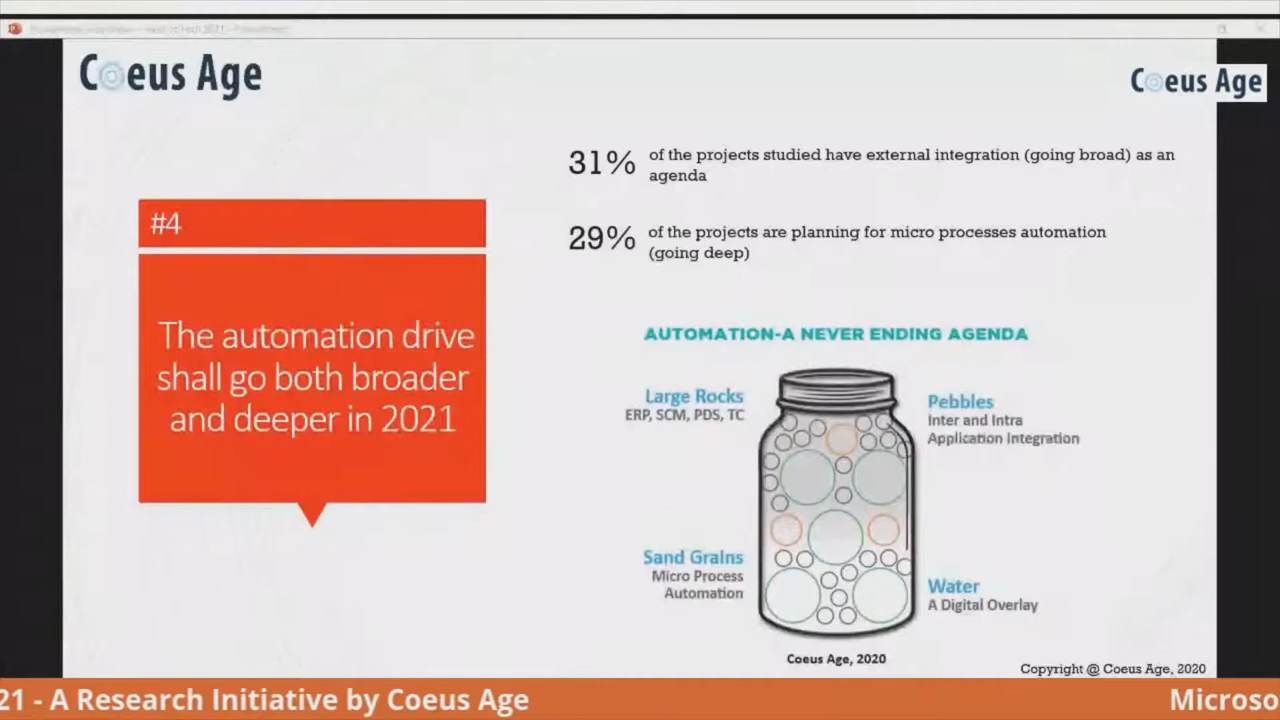 Coeus Age
Coeus Age
31%
of the projects studied have external integration (going broad) as an
agenda
#4
29%
of the projects are planning for micro processes automation
(going deep)
The automation drive
shall go both broader
and deeper in 2021
AUTOMATION-A NEVER ENDING AGENDA
Large Rocks
ERP, SCM, PDS, TC
Pebbles
Inter and Intra
Application Integration
Sand Grains
Micro Process
Automation
Water
A Digital Overlay
Coeus Age, 2020
Copyright @ Coeus Age, 2020
21 - A Research Initiative by Coeus Age
Microso